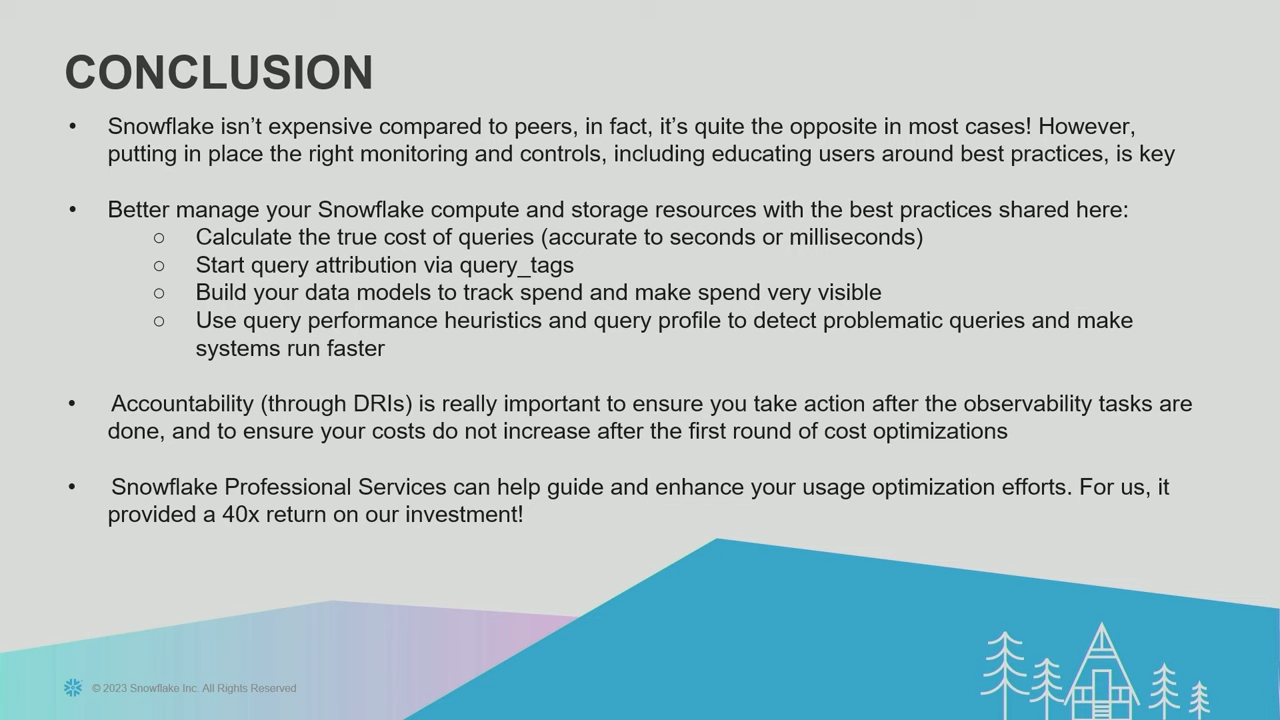 CONCLUSION
• Snowflake isn’t expensive compared to peers, in fact, it’s quite the opposite in most cases! However,
putting in place the right monitoring and controls, including educating users around best practices, is key
• Better manage your Snowflake compute and storage resources with the best practices shared here:
○ Calculate the true cost of queries (accurate to seconds or milliseconds)
○ Start query attribution via query_tags
○ Build your data models to track spend and make spend very visible
○ Use query performance heuristics and query profile to detect problematic queries and make
systems run faster
• Accountability (through DRIs) is really important to ensure you take action after the observability tasks are
done, and to ensure your costs do not increase after the first round of cost optimizations
• Snowflake Professional Services can help guide and enhance your usage optimization efforts. For us, it
provided a 40x return on our investment!
© 2023 Snowflake Inc. All Rights Reserved